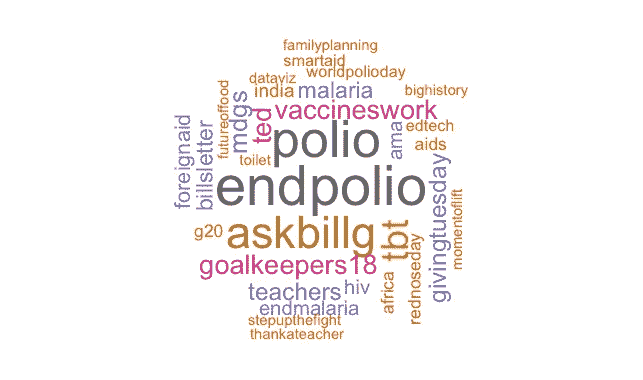 familyplanning
smartaid
worldpolioday
dataviz
india
malaria
bighistory
futureoffood
mdgs
ted
vaccineswork
foreignaid
billsletter
polio
ama
edtech
aids
toilet
endpolio
givingtuesday
momentoflift
g20
askbillg
tbt
rednoseday
goalkeepers18
africa
teachers
hiv
endmalaria
stepupthefight
thankateacher